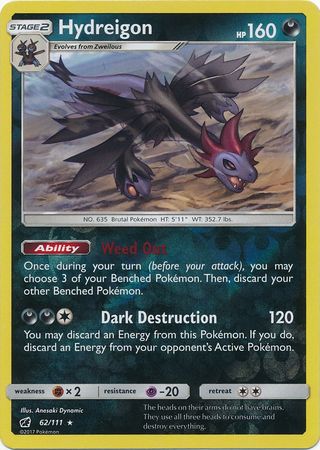 STAGE2 Hydreigon HP 160
Evolves from Zweilous
NO. 635 Brutal Pokémon HT: 5'11" WT: 352.7 lbs.
Ability Weed Out
Once during your turn (before your attack), you may
choose 3 of your Benched Pokémon. Then, discard your
other Benched Pokémon.
Dark Destruction 120
You may discard an Energy from this Pokémon. If you do,
discard an Energy from your opponent's Active Pokémon.
weakness × 2 resistance -20 retreat
Illus. Anesaki Dynamic
62/111 ★
©2017 Pokémon
The heads on their arms do not have brains.
They use all three heads to consume and
destroy everything.